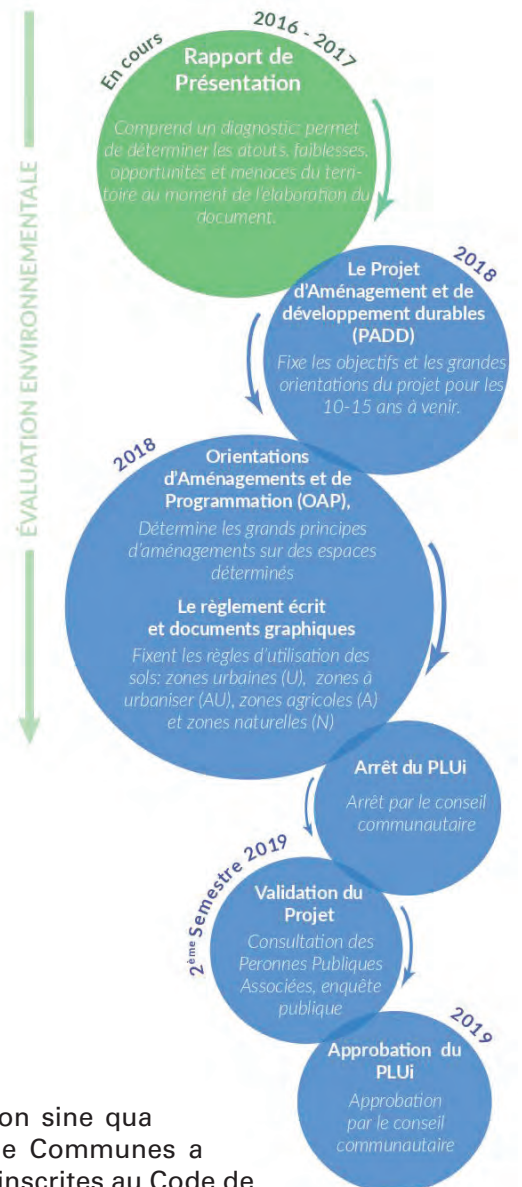 ÉVALUATION ENVIRONNEMENTALE
En cours
2016 - 2017
Rapport de
Présentation
Comprend un diagnostic: permet
de déterminer les atouts, faiblesses,
opportunités et menaces du terri-
toire au moment de l'elaboration du
document.
2018
Le Projet
d'Aménagement et de
développement durables
(PADD)
Fixe les objectifs et les grandes
orientations du projet pour les
10-15 ans à venir.
2018
Orientations
d'Aménagements et de
Programmation (OAP),
Détermine les grands principes
d'aménagements sur des espaces
déterminés
Le règlement écrit
et documents graphiques
Fixent les règles d'utilisation des
sols: zones urbaines (U), zones à
urbaniser (AU), zones agricoles (A)
et zones naturelles (N)
Arrêt du PLUi
Arrêt par le conseil
communautaire
2ème Semestre 2019
Validation du
Projet
Consultation des
Peronnes Publiques
Associées, enquête
publique
2019
Approbation du
PLUi
Approbation
par le conseil
communautaire
on sine qua
e Communes a
inscrites au Code de